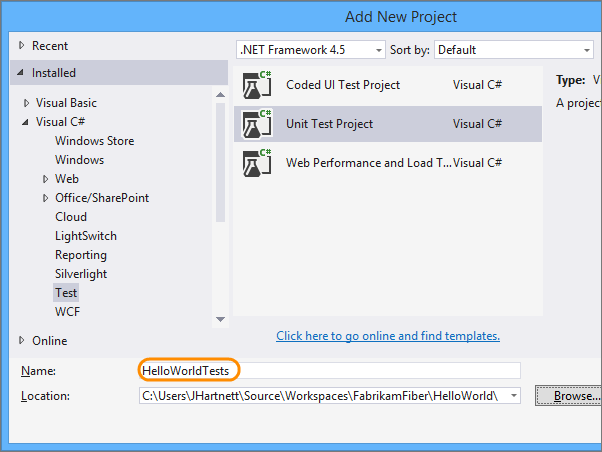 Add New Project
Recent
Installed
Visual Basic
Visual C#
Windows Store
Windows
Web
Office/SharePoint
Cloud
LightSwitch
Reporting
Silverlight
Test
WCF
Online
.NET Framework 4.5 Sort by: Default
C# Coded UI Test Project Visual C#
C# Unit Test Project Visual C#
C# Web Performance and Load T... Visual C#
Type: V
A project
Click here to go online and find templates.
Name: HelloWorldTests
Location: C:\Users\JHartnett\Source\Workspaces\FabrikamFiber\HelloWorld\ Browse...